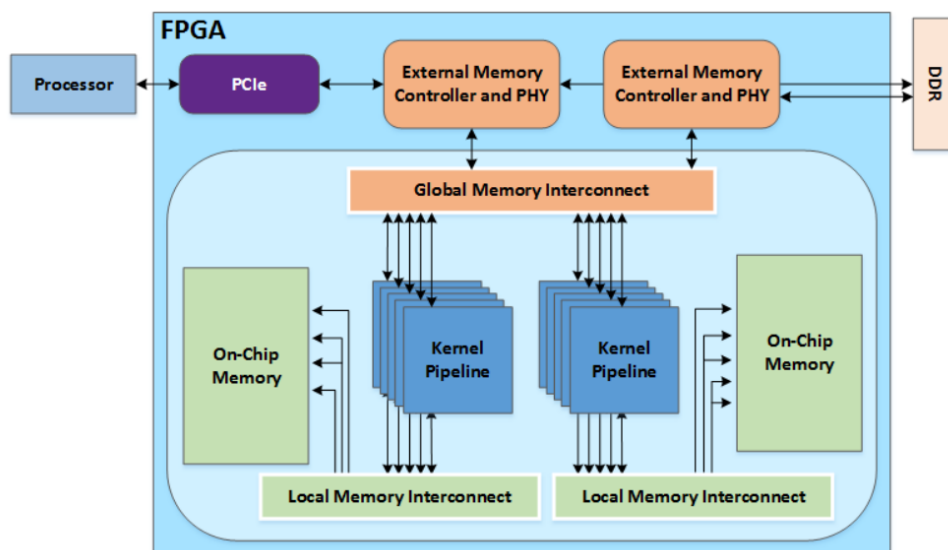 FPGA
Processor
PCIe
External Memory
Controller and PHY
External Memory
Controller and PHY
DDR
Global Memory Interconnect
On-Chip
Memory
Kernel
Pipeline
Kernel
Pipeline
On-Chip
Memory
Local Memory Interconnect
Local Memory Interconnect